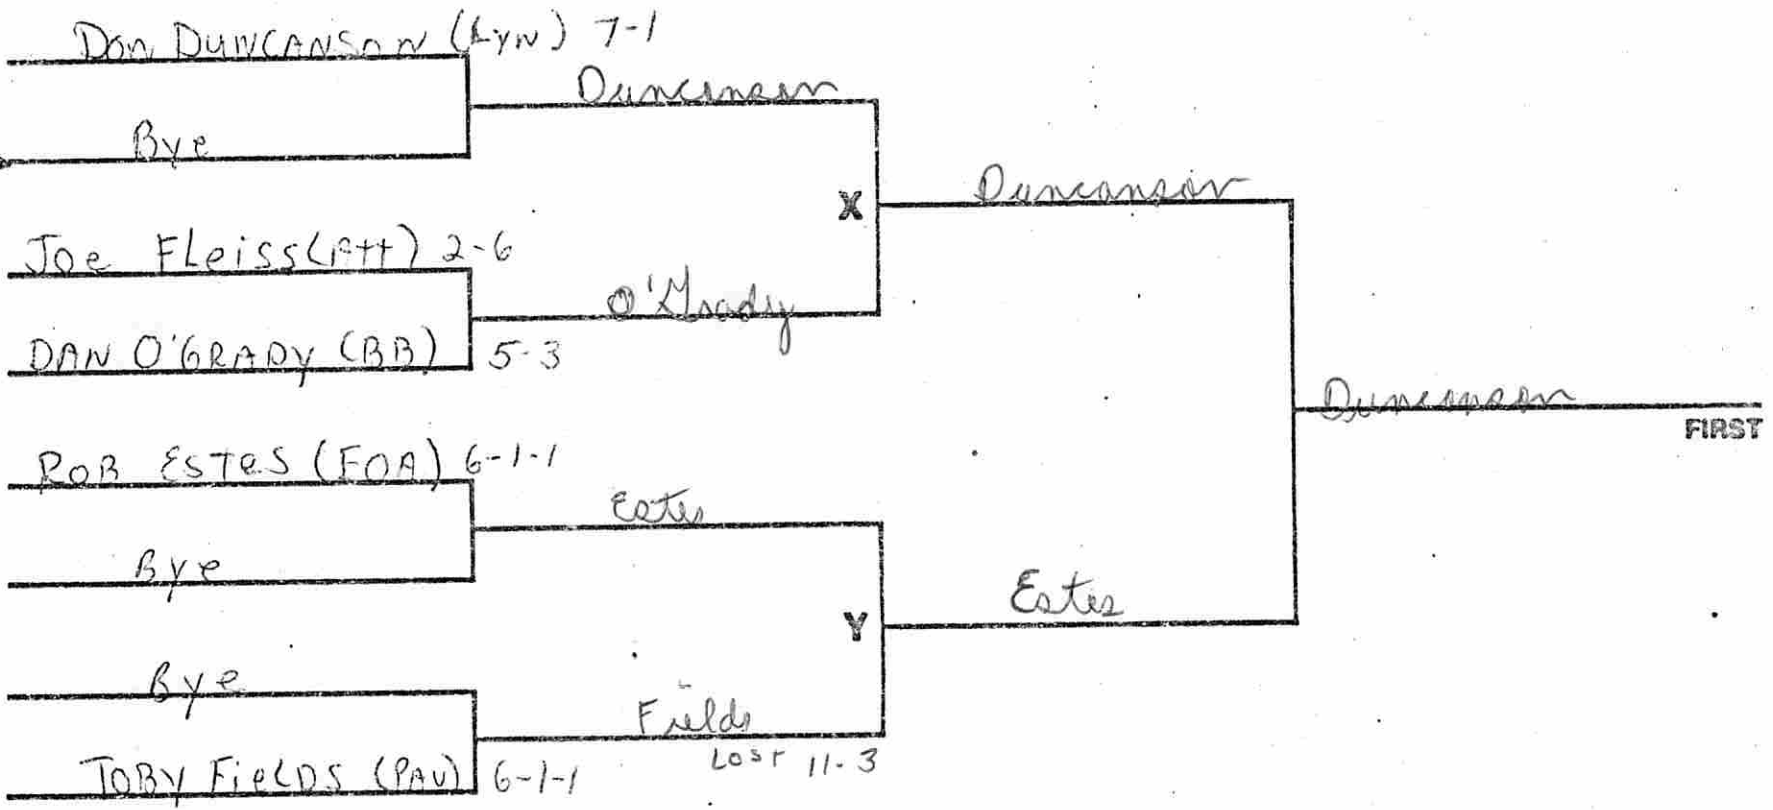 Don DUNCANSON (Lyn) 7-1
Duncanson
Bye
X
Duncanson
Joe FLeiss (Att) 2-6
O'Grady
DAN O'GRADY (BB) 5-3
Duncanson
FIRST
ROB ESTeS (FOA) 6-1-1
Estes
Bye
Y
Estes
Bye
Fields
Lost 11-3
TOBY FieLDS (PAV) 6-1-1